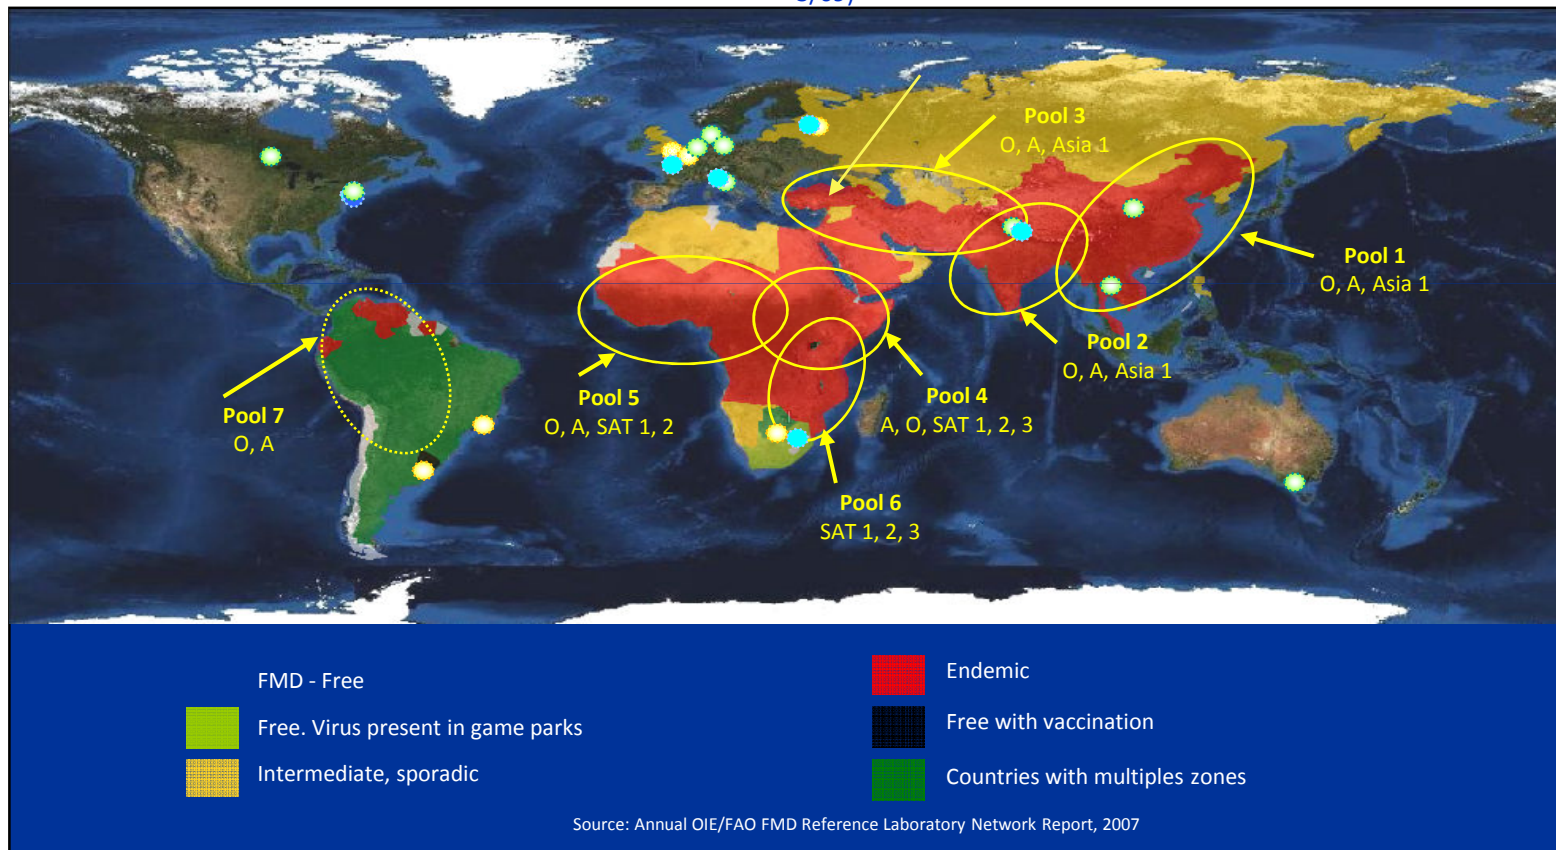 Pool 3
O, A, Asia 1
Pool 1
O, A, Asia 1
Pool 2
O, A, Asia 1
Pool 5
O, A, SAT 1, 2
Pool 4
A, O, SAT 1, 2, 3
Pool 7
O, A
Pool 6
SAT 1, 2, 3
FMD - Free
Free. Virus present in game parks
Intermediate, sporadic
Endemic
Free with vaccination
Countries with multiples zones
Source: Annual OIE/FAO FMD Reference Laboratory Network Report, 2007